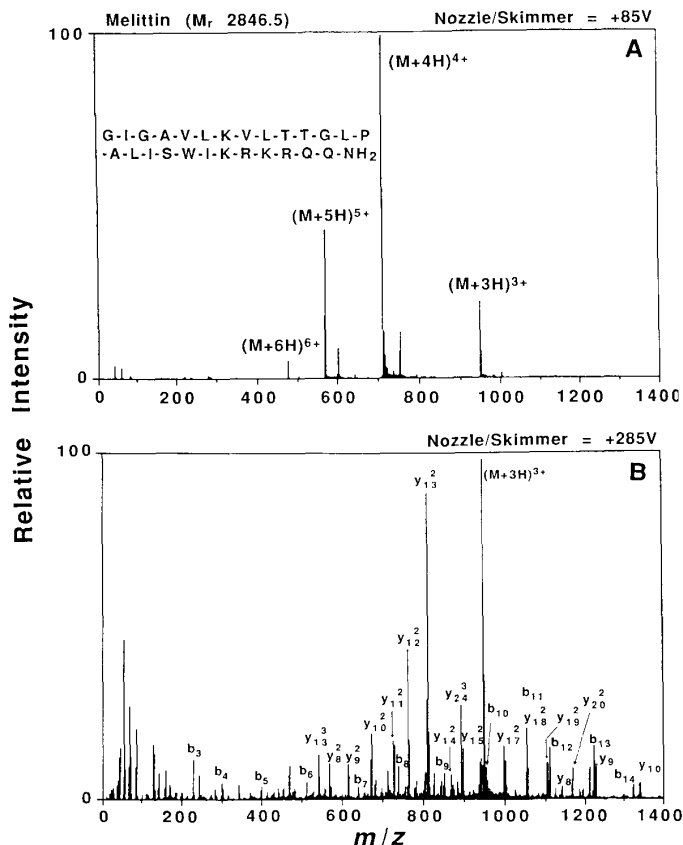 Melittin (Mr 2846.5) Nozzle/Skimmer = +85V
100
A
(M+4H)4+
G-I-G-A-V-L-K-V-L-T-T-G-L-P
-A-L-I-S-W-I-K-R-K-R-Q-Q-NH2
(M+5H)5+
(M+3H)3+
(M+6H)6+
0
0 200 400 600 800 1000 1200 1400
Relative Intensity
Nozzle/Skimmer = +285V
100
B
y13 2
(M+3H)3+
y12 2
y11 2
y24 3
b10
b11
y20 2
y10 2
y14 2
y15 2
y17 2
y18 2
y19 2
y13 3
y8 2
y9 2
b12
b13
b3
b4
b5
b6
b7
b8
b9
y8
y9
b14
y10
0
0 200 400 600 800 1000 1200 1400
m/z